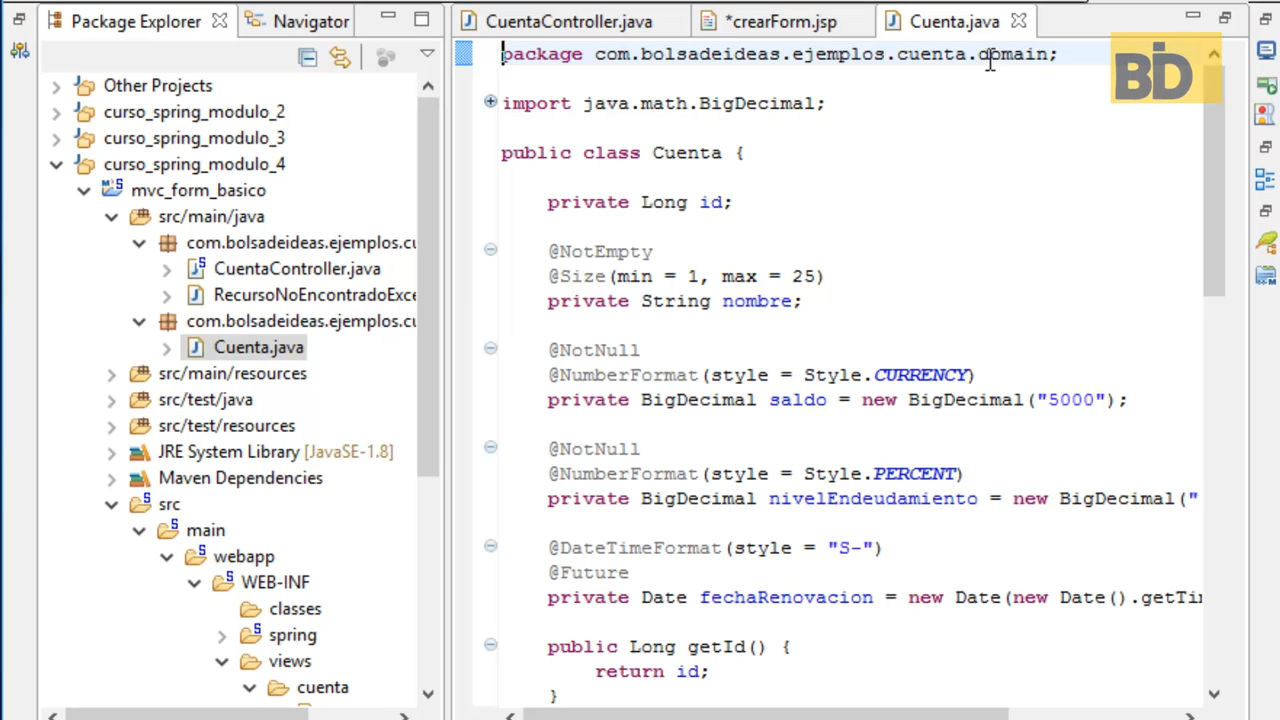 Package Explorer
Navigator
Other Projects
curso_spring_modulo_2
curso_spring_modulo_3
curso_spring_modulo_4
mvc_form_basico
src/main/java
com.bolsadeideas.ejemplos.cu
CuentaController.java
RecursoNoEncontradoExce
com.bolsadeideas.ejemplos.cu
Cuenta.java
src/main/resources
src/test/java
src/test/resources
JRE System Library [JavaSE-1.8]
Maven Dependencies
src
main
webapp
WEB-INF
classes
spring
views
cuenta
CuentaController.java
*crearForm.jsp
Cuenta.java
package com.bolsadeideas.ejemplos.cuenta.domain;
import java.math.BigDecimal;
public class Cuenta {
private Long id;
@NotEmpty
@Size(min = 1, max = 25)
private String nombre;
@NotNull
@NumberFormat(style = Style.CURRENCY)
private BigDecimal saldo = new BigDecimal("5000");
@NotNull
@NumberFormat(style = Style.PERCENT)
private BigDecimal nivelEndeudamiento = new BigDecimal("
@DateTimeFormat(style = "S-")
@Future
private Date fechaRenovacion = new Date(new Date().getTi
public Long getId() {
return id;
}
BD